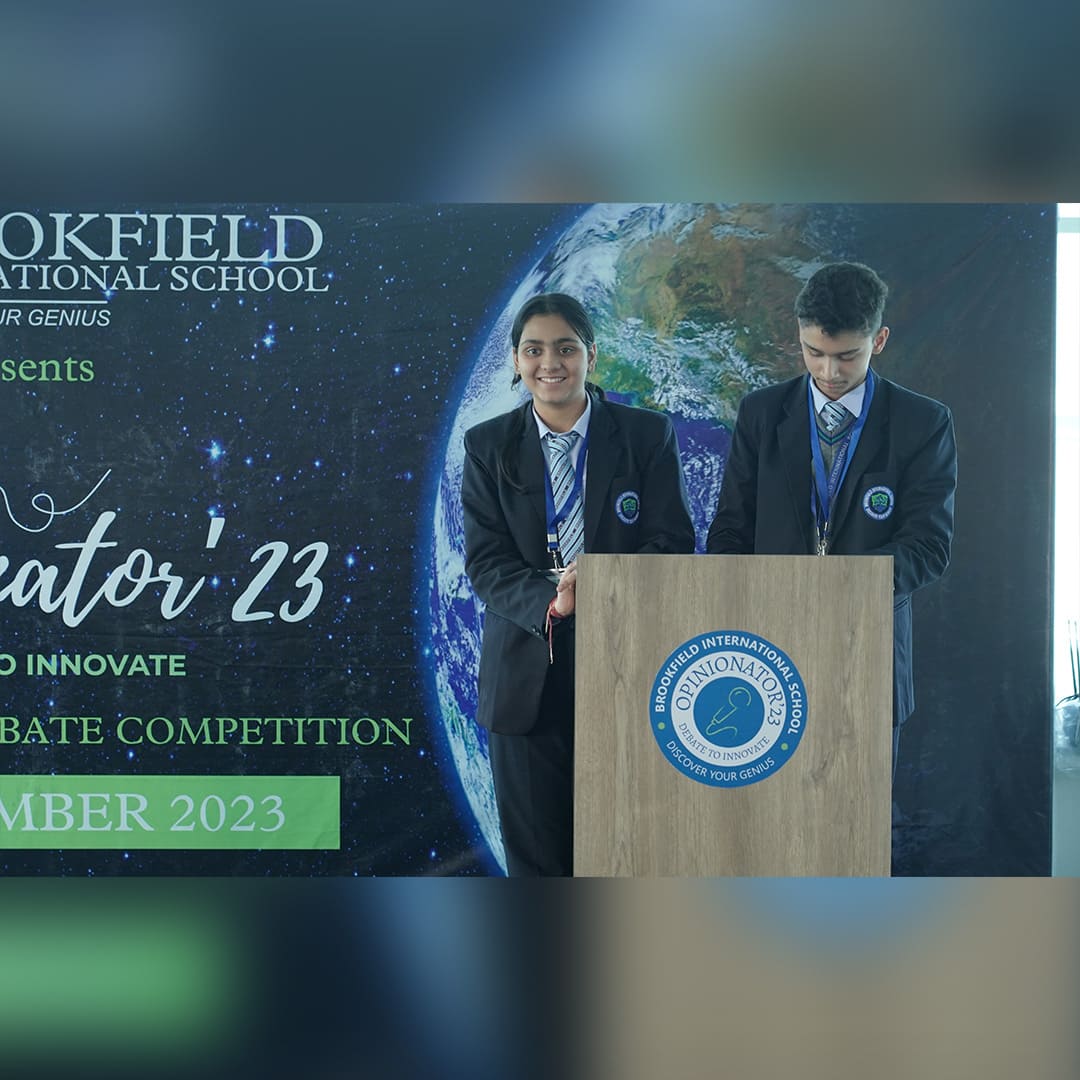 OOKFIELD
ATIONAL SCHOOL
UR GENIUS
sents
ator'23
O INNOVATE
BATE COMPETITION
MBER 2023
BROOKFIELD INTERNATIONAL SCHOOL
OPINIONATOR'23
DEBATE TO INNOVATE
DISCOVER YOUR GENIUS